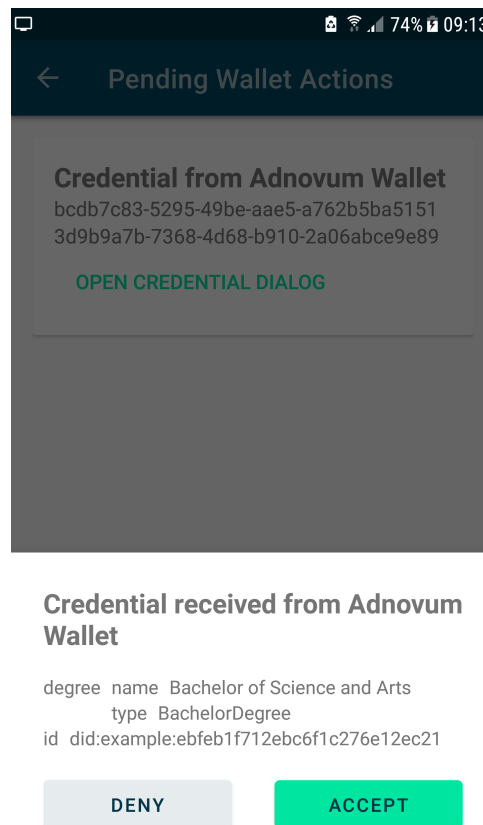 74% 09:13
Pending Wallet Actions
Credential from Adnovum Wallet
bcdb7c83-5295-49be-aae5-a762b5ba5151
3d9b9a7b-7368-4d68-b910-2a06abce9e89
OPEN CREDENTIAL DIALOG
Credential received from Adnovum
Wallet
degree name Bachelor of Science and Arts
type BachelorDegree
id did:example:ebfeb1f712ebc6f1c276e12ec21
DENY ACCEPT